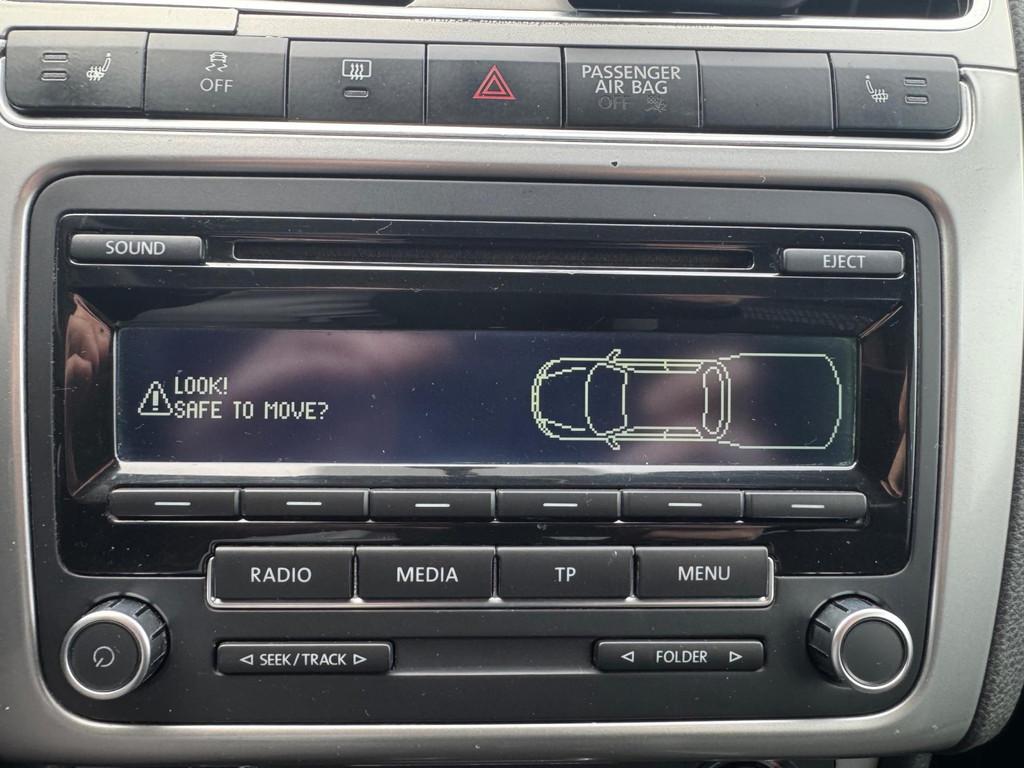 OFF
PASSENGER
AIR BAG
OFF
SOUND
EJECT
LOOK!
SAFE TO MOVE?
RADIO
MEDIA
TP
MENU
SEEK/TRACK
FOLDER